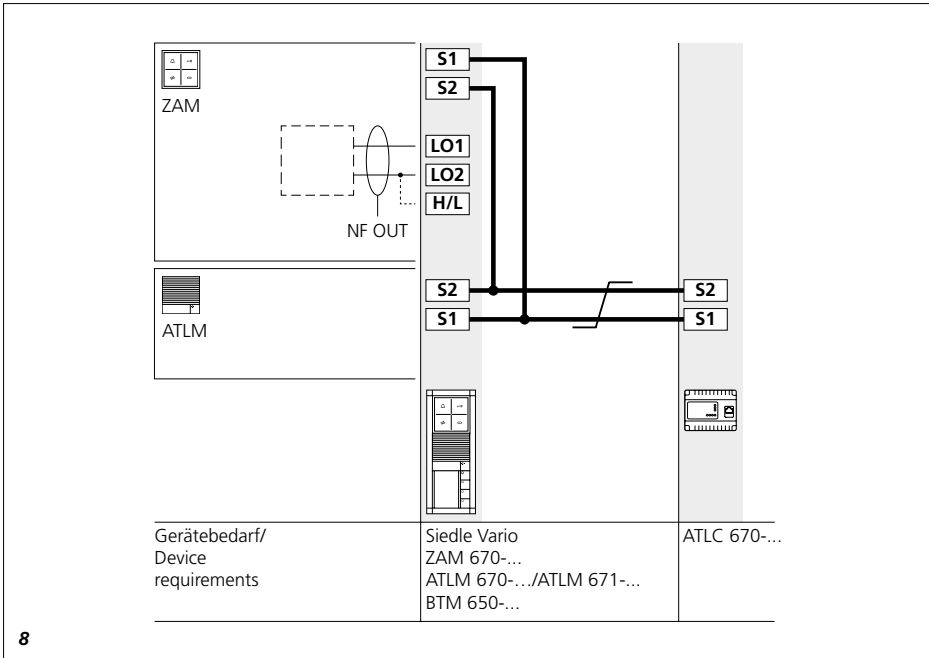 S1
S2
ZAM
LO1
LO2
H/L
NF OUT
S2
S2
S1
S1
ATLM
Gerätebedarf/
Device
requirements
Siedle Vario
ZAM 670-...
ATLM 670-.../ATLM 671-...
BTM 650-...
ATLC 670-...
8